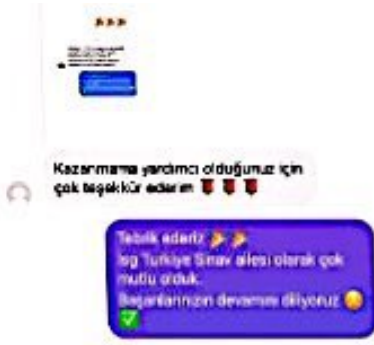 Kazanmama yardımcı olduğunuz için
çok teşekkür ederim 🌹 🌹 🌹
Tebrik ederiz 🎉 🎉
Isg Türkiye Sınav ailesi olarak çok
mutlu olduk.
Başarılarınızın devamını diliyoruz 😊
✅